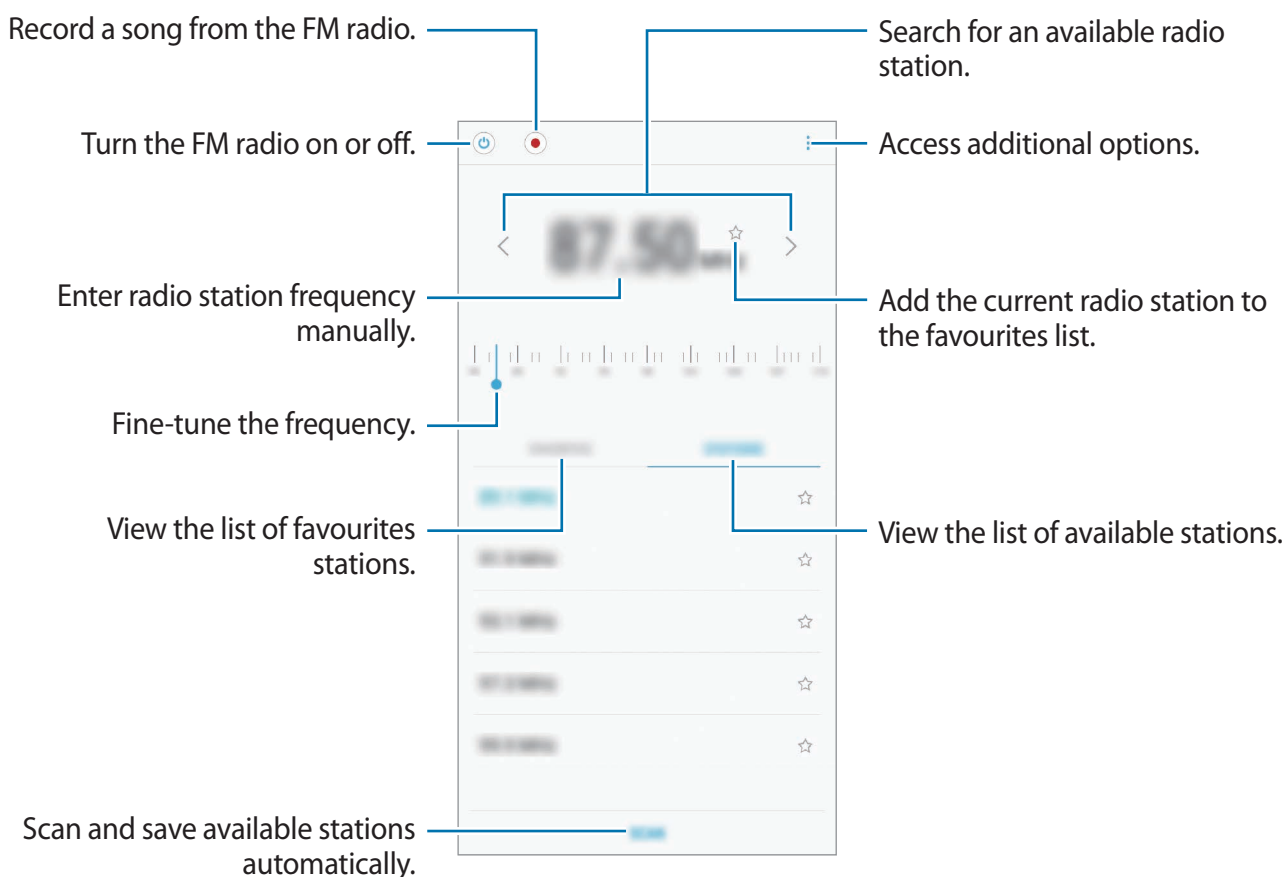 Record a song from the FM radio.
Search for an available radio
station.
Turn the FM radio on or off.
Access additional options.
87.50
Enter radio station frequency
manually.
Add the current radio station to
the favourites list.
Fine-tune the frequency.
View the list of favourites
stations.
View the list of available stations.
Scan and save available stations
automatically.
SCAN